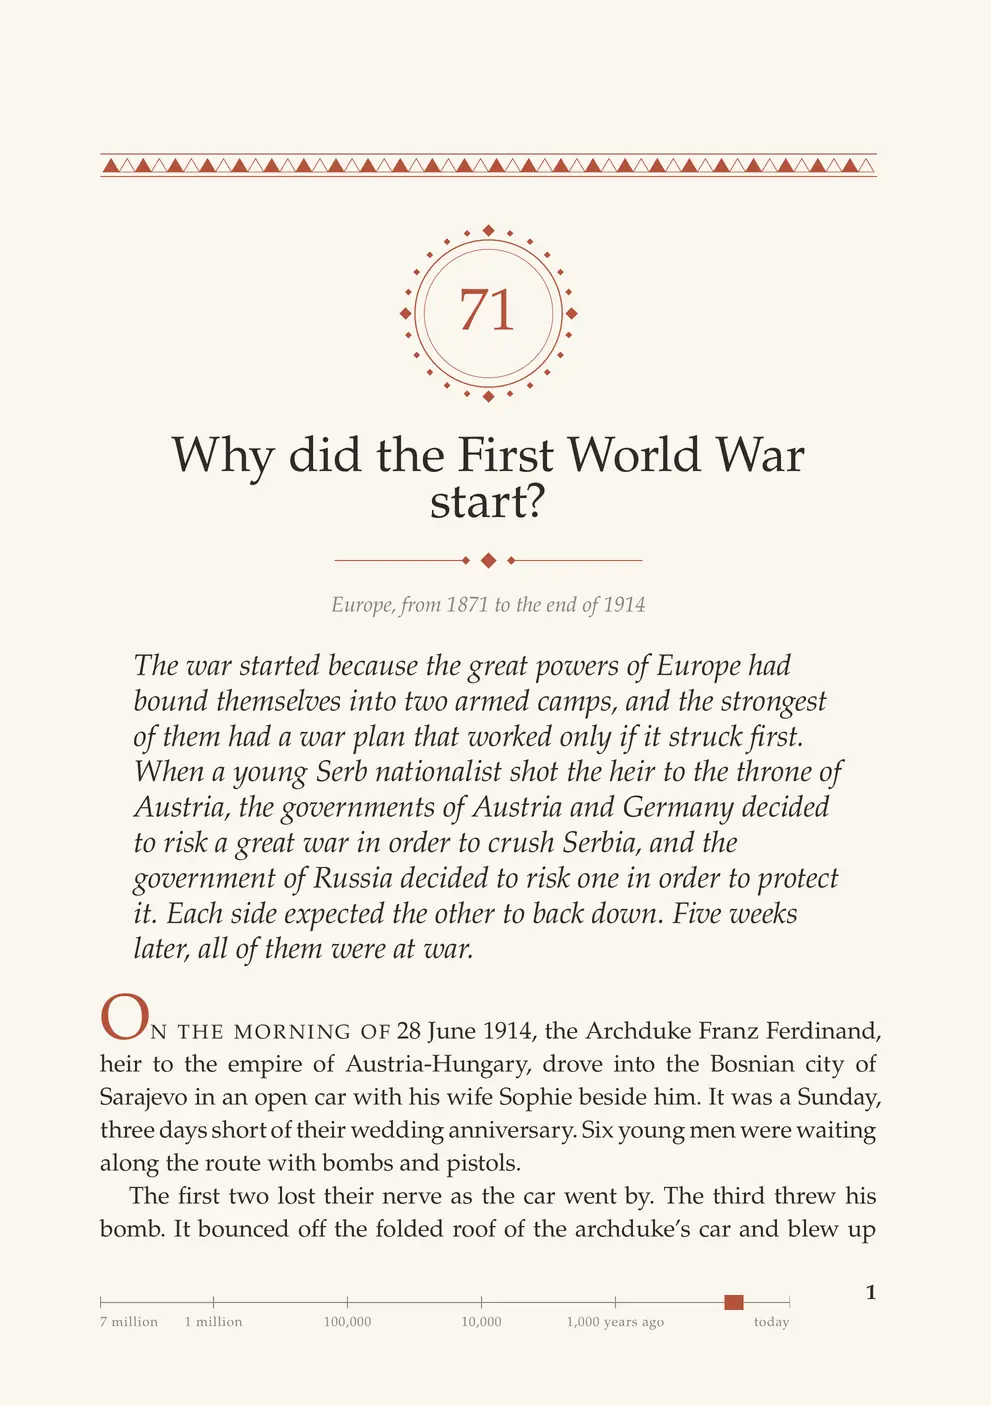 71
Why did the First World War
start?
Europe, from 1871 to the end of 1914
The war started because the great powers of Europe had
bound themselves into two armed camps, and the strongest
of them had a war plan that worked only if it struck first.
When a young Serb nationalist shot the heir to the throne of
Austria, the governments of Austria and Germany decided
to risk a great war in order to crush Serbia, and the
government of Russia decided to risk one in order to protect
it. Each side expected the other to back down. Five weeks
later, all of them were at war.
ON THE MORNING OF 28 June 1914, the Archduke Franz Ferdinand,
heir to the empire of Austria-Hungary, drove into the Bosnian city of
Sarajevo in an open car with his wife Sophie beside him. It was a Sunday,
three days short of their wedding anniversary. Six young men were waiting
along the route with bombs and pistols.
The first two lost their nerve as the car went by. The third threw his
bomb. It bounced off the folded roof of the archduke’s car and blew up
1
7 million 1 million 100,000 10,000 1,000 years ago today